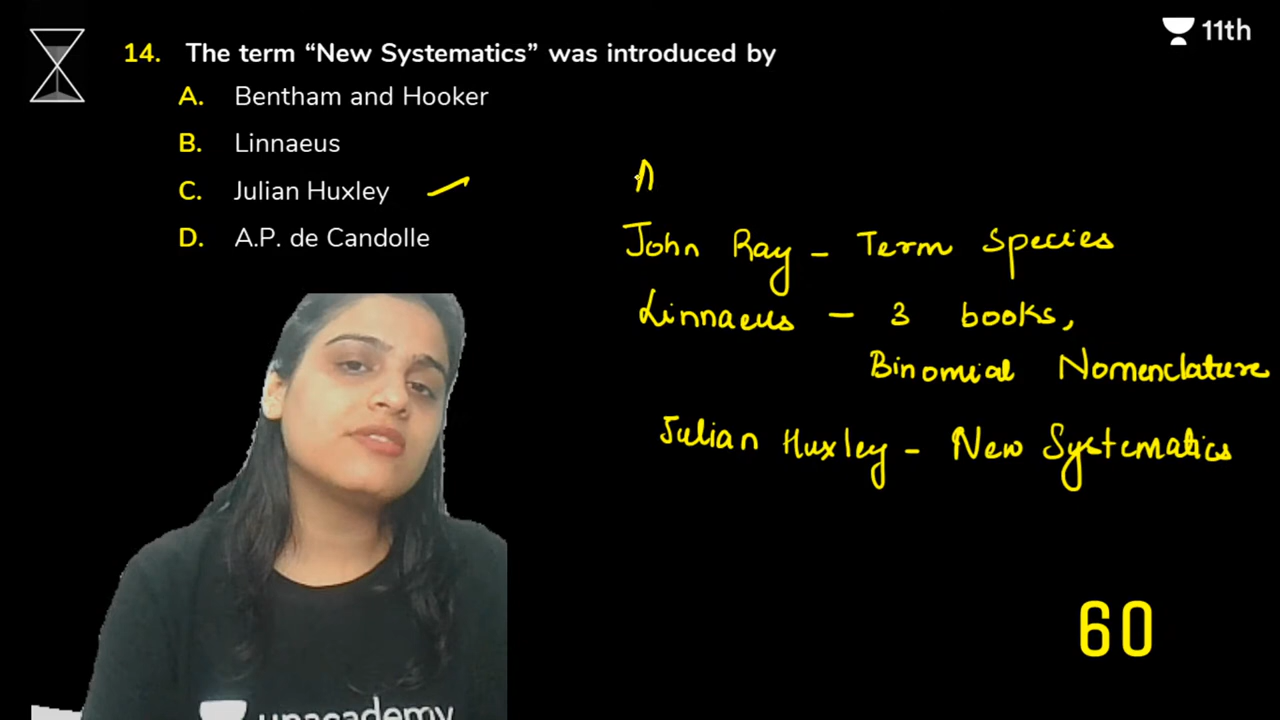 11th
14. The term “New Systematics” was introduced by
A. Bentham and Hooker
B. Linnaeus
C. Julian Huxley
D. A.P. de Candolle
John Ray - Term Species
Linnaeus - 3 books,
Binomial Nomenclature
Julian Huxley - New Systematics
60
unacademy